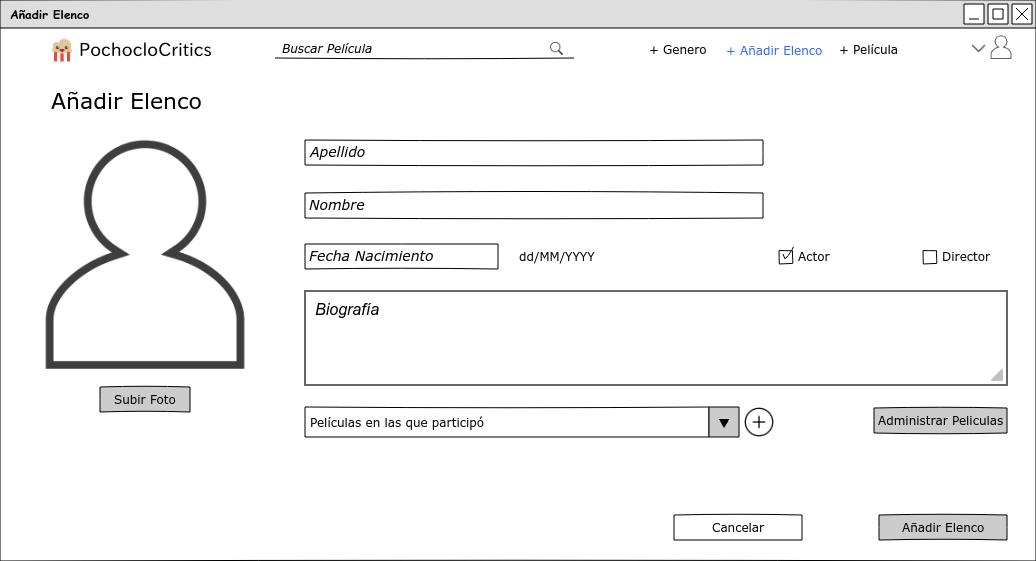 Añadir Elenco
PochocloCritics
Buscar Película
+ Genero
+ Añadir Elenco
+ Película
Añadir Elenco
Apellido
Nombre
Fecha Nacimiento
dd/MM/YYYY
Actor
Director
Biografía
Subir Foto
Películas en las que participó
Administrar Peliculas
Cancelar
Añadir Elenco